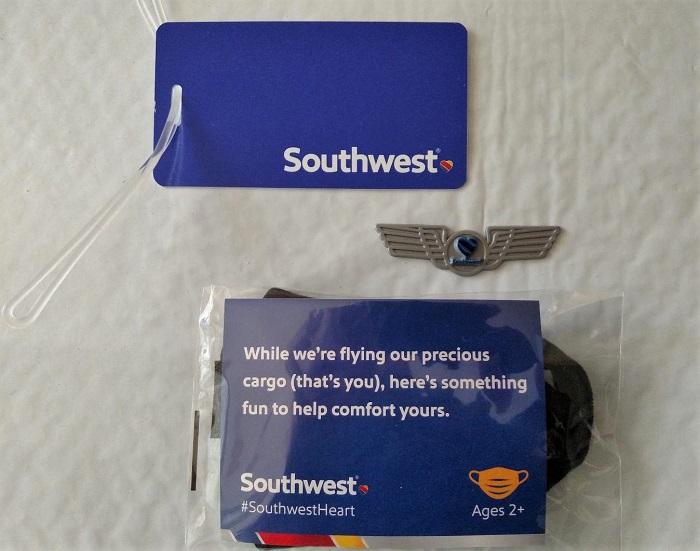 Southwest®
Southwest
While we're flying our precious
cargo (that's you), here's something
fun to help comfort yours.
Southwest®
#SouthwestHeart
Ages 2+